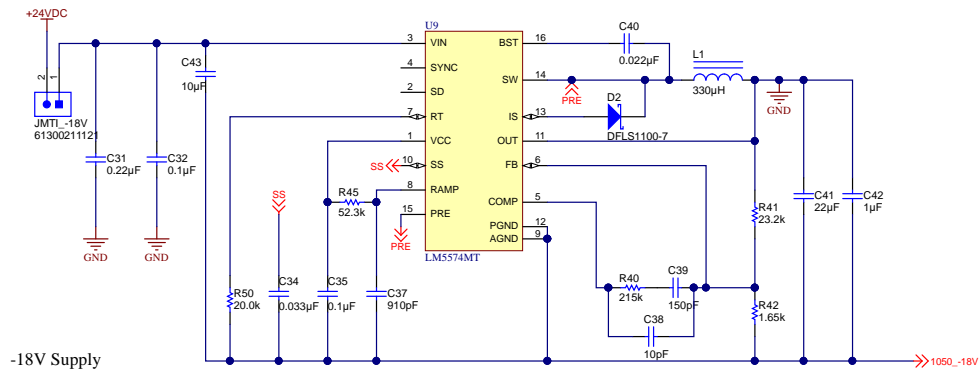 +24VDC
2
1
JMTI_-18V
61300211121
C31
0.22µF
GND
C32
0.1µF
GND
C43
10µF
U9
3
VIN
4
SYNC
2
SD
7
RT
1
VCC
SS
10
SS
8
RAMP
15
PRE
PRE
BST
16
SW
14
IS
13
OUT
11
FB
6
COMP
5
PGND
12
AGND
9
LM5574MT
C40
0.022µF
PRE
L1
330µH
D2
DFLS1100-7
GND
R45
52.3k
SS
R50
20.0k
C34
0.033µF
C35
0.1µF
C37
910pF
R40
215k
C39
150pF
C38
10pF
R41
23.2k
R42
1.65k
C41
22µF
C42
1µF
-18V Supply
1050_-18V